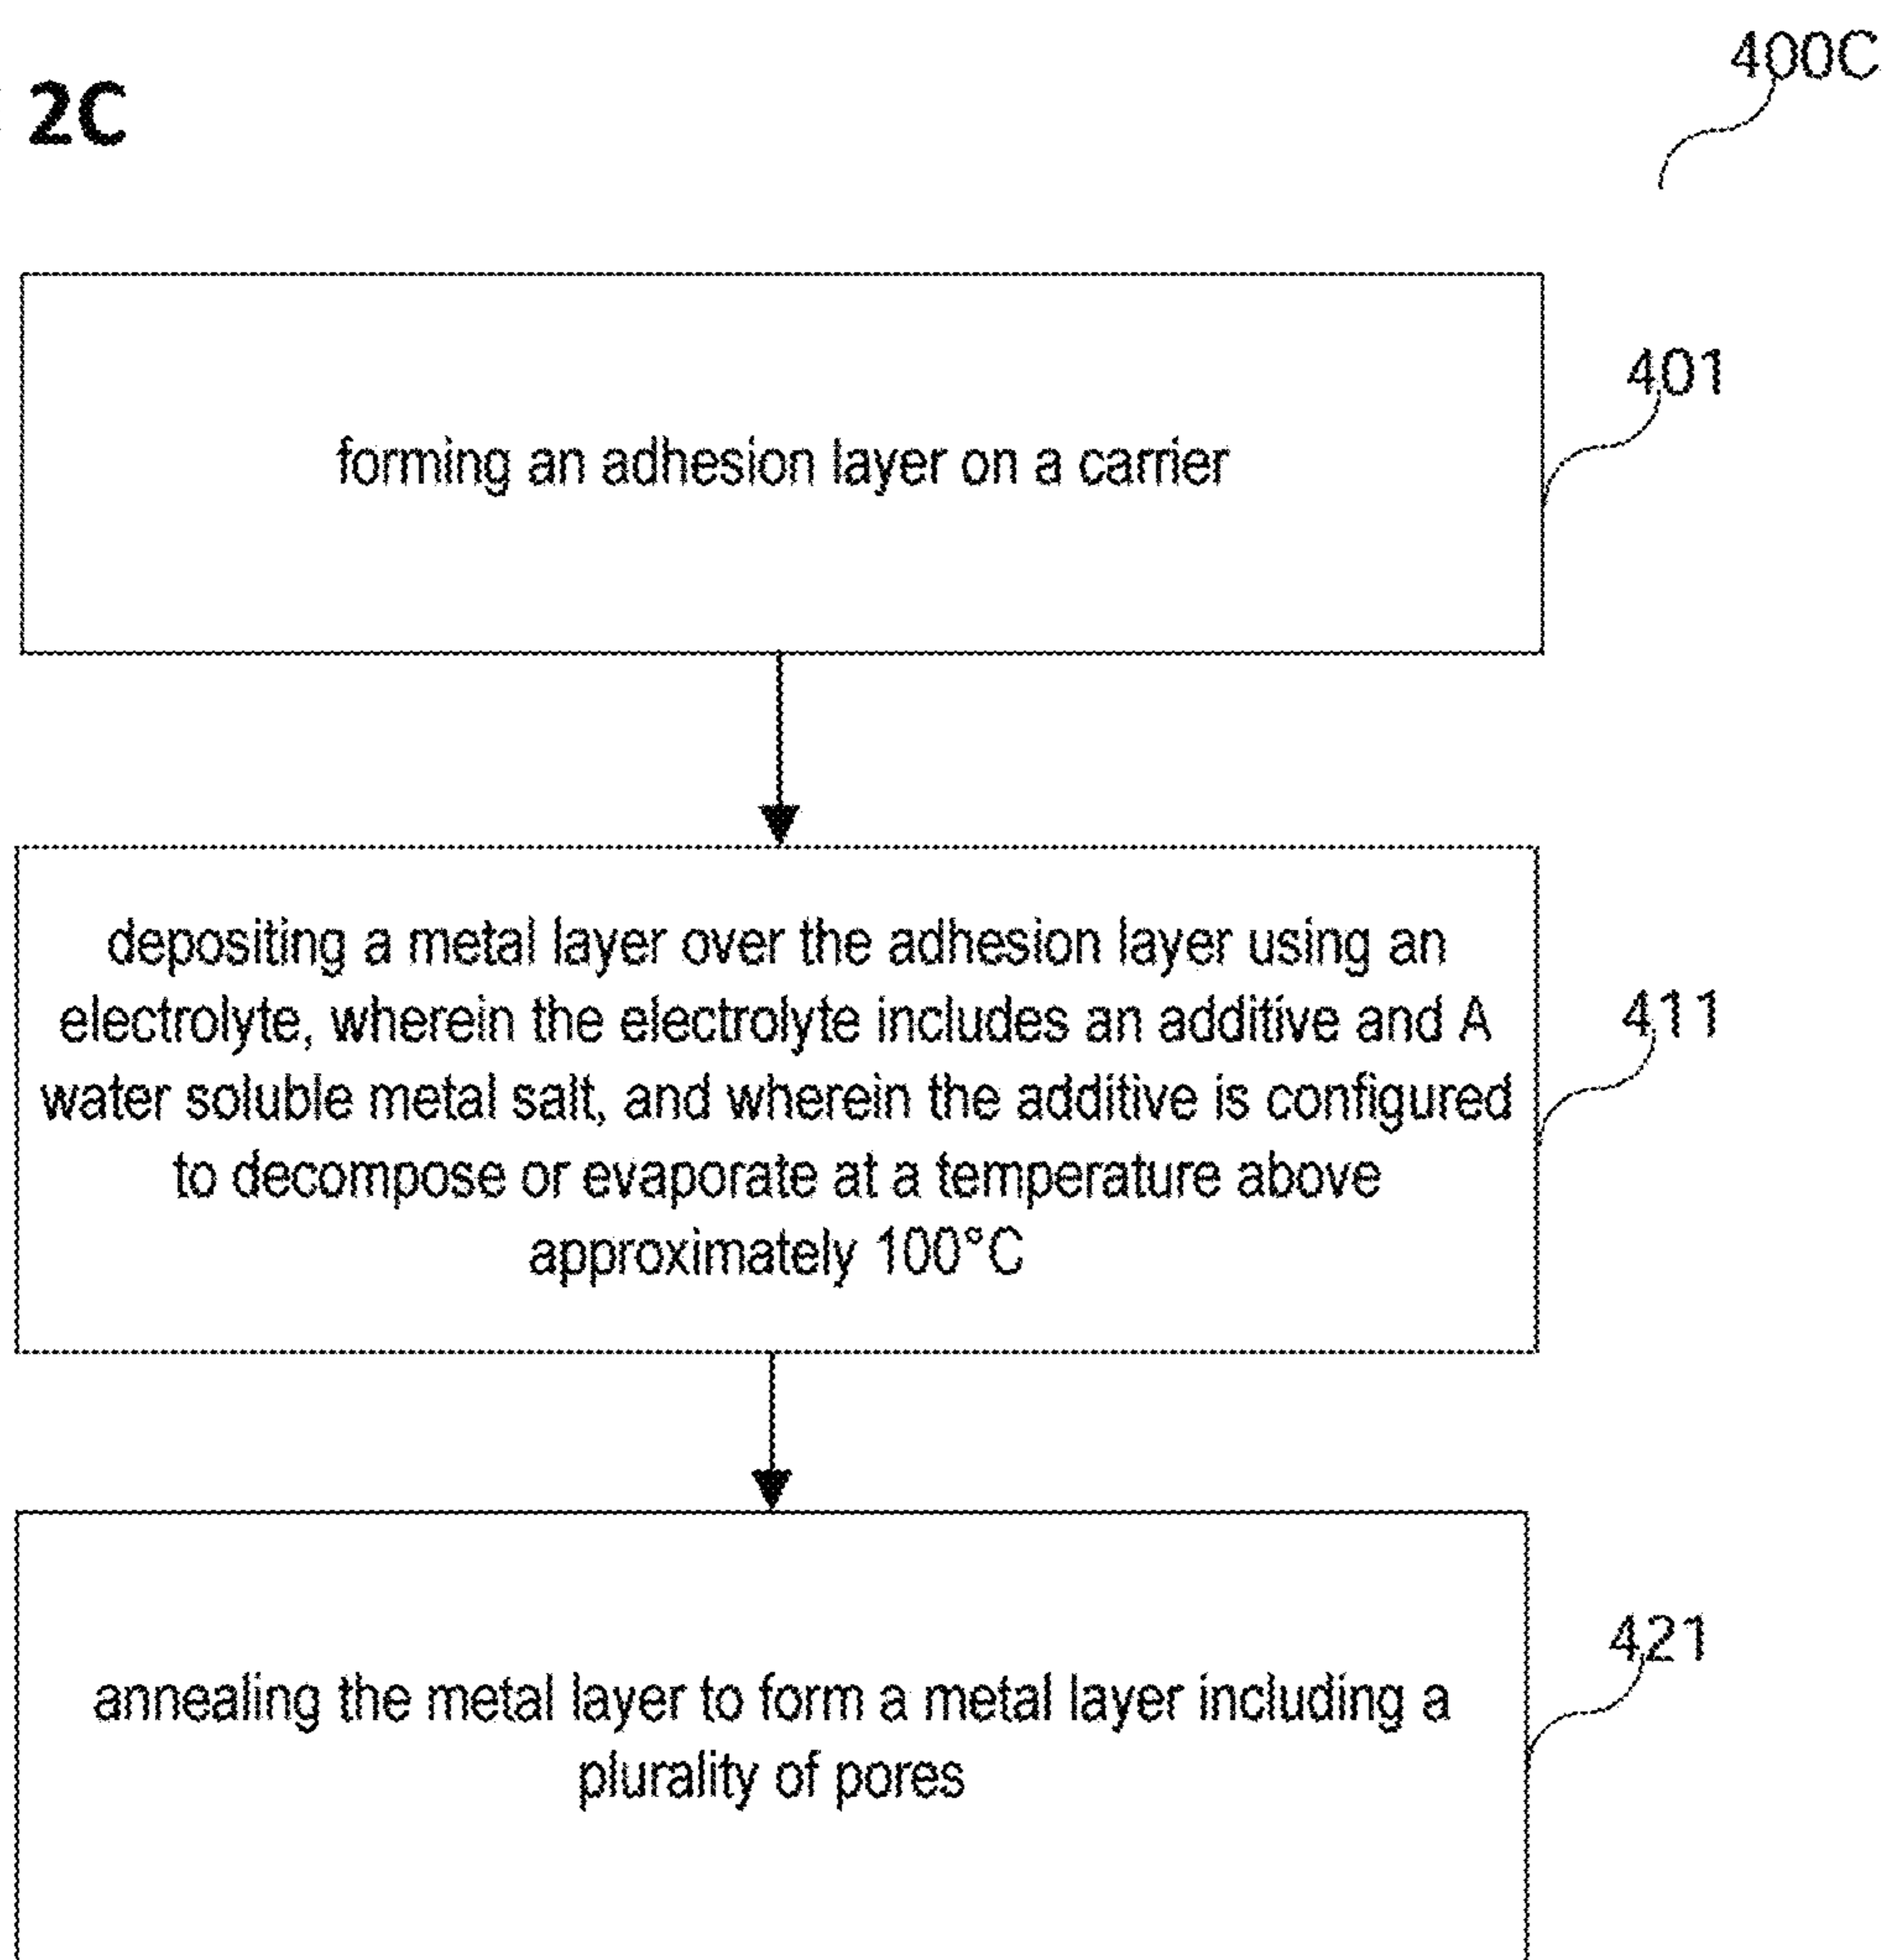 2C
400C
forming an adhesion layer on a carrier
401
depositing a metal layer over the adhesion layer using an
electrolyte, wherein the electrolyte includes an additive and A
water soluble metal salt, and wherein the additive is configured
to decompose or evaporate at a temperature above
approximately 100°C
411
annealing the metal layer to form a metal layer including a
plurality of pores
421